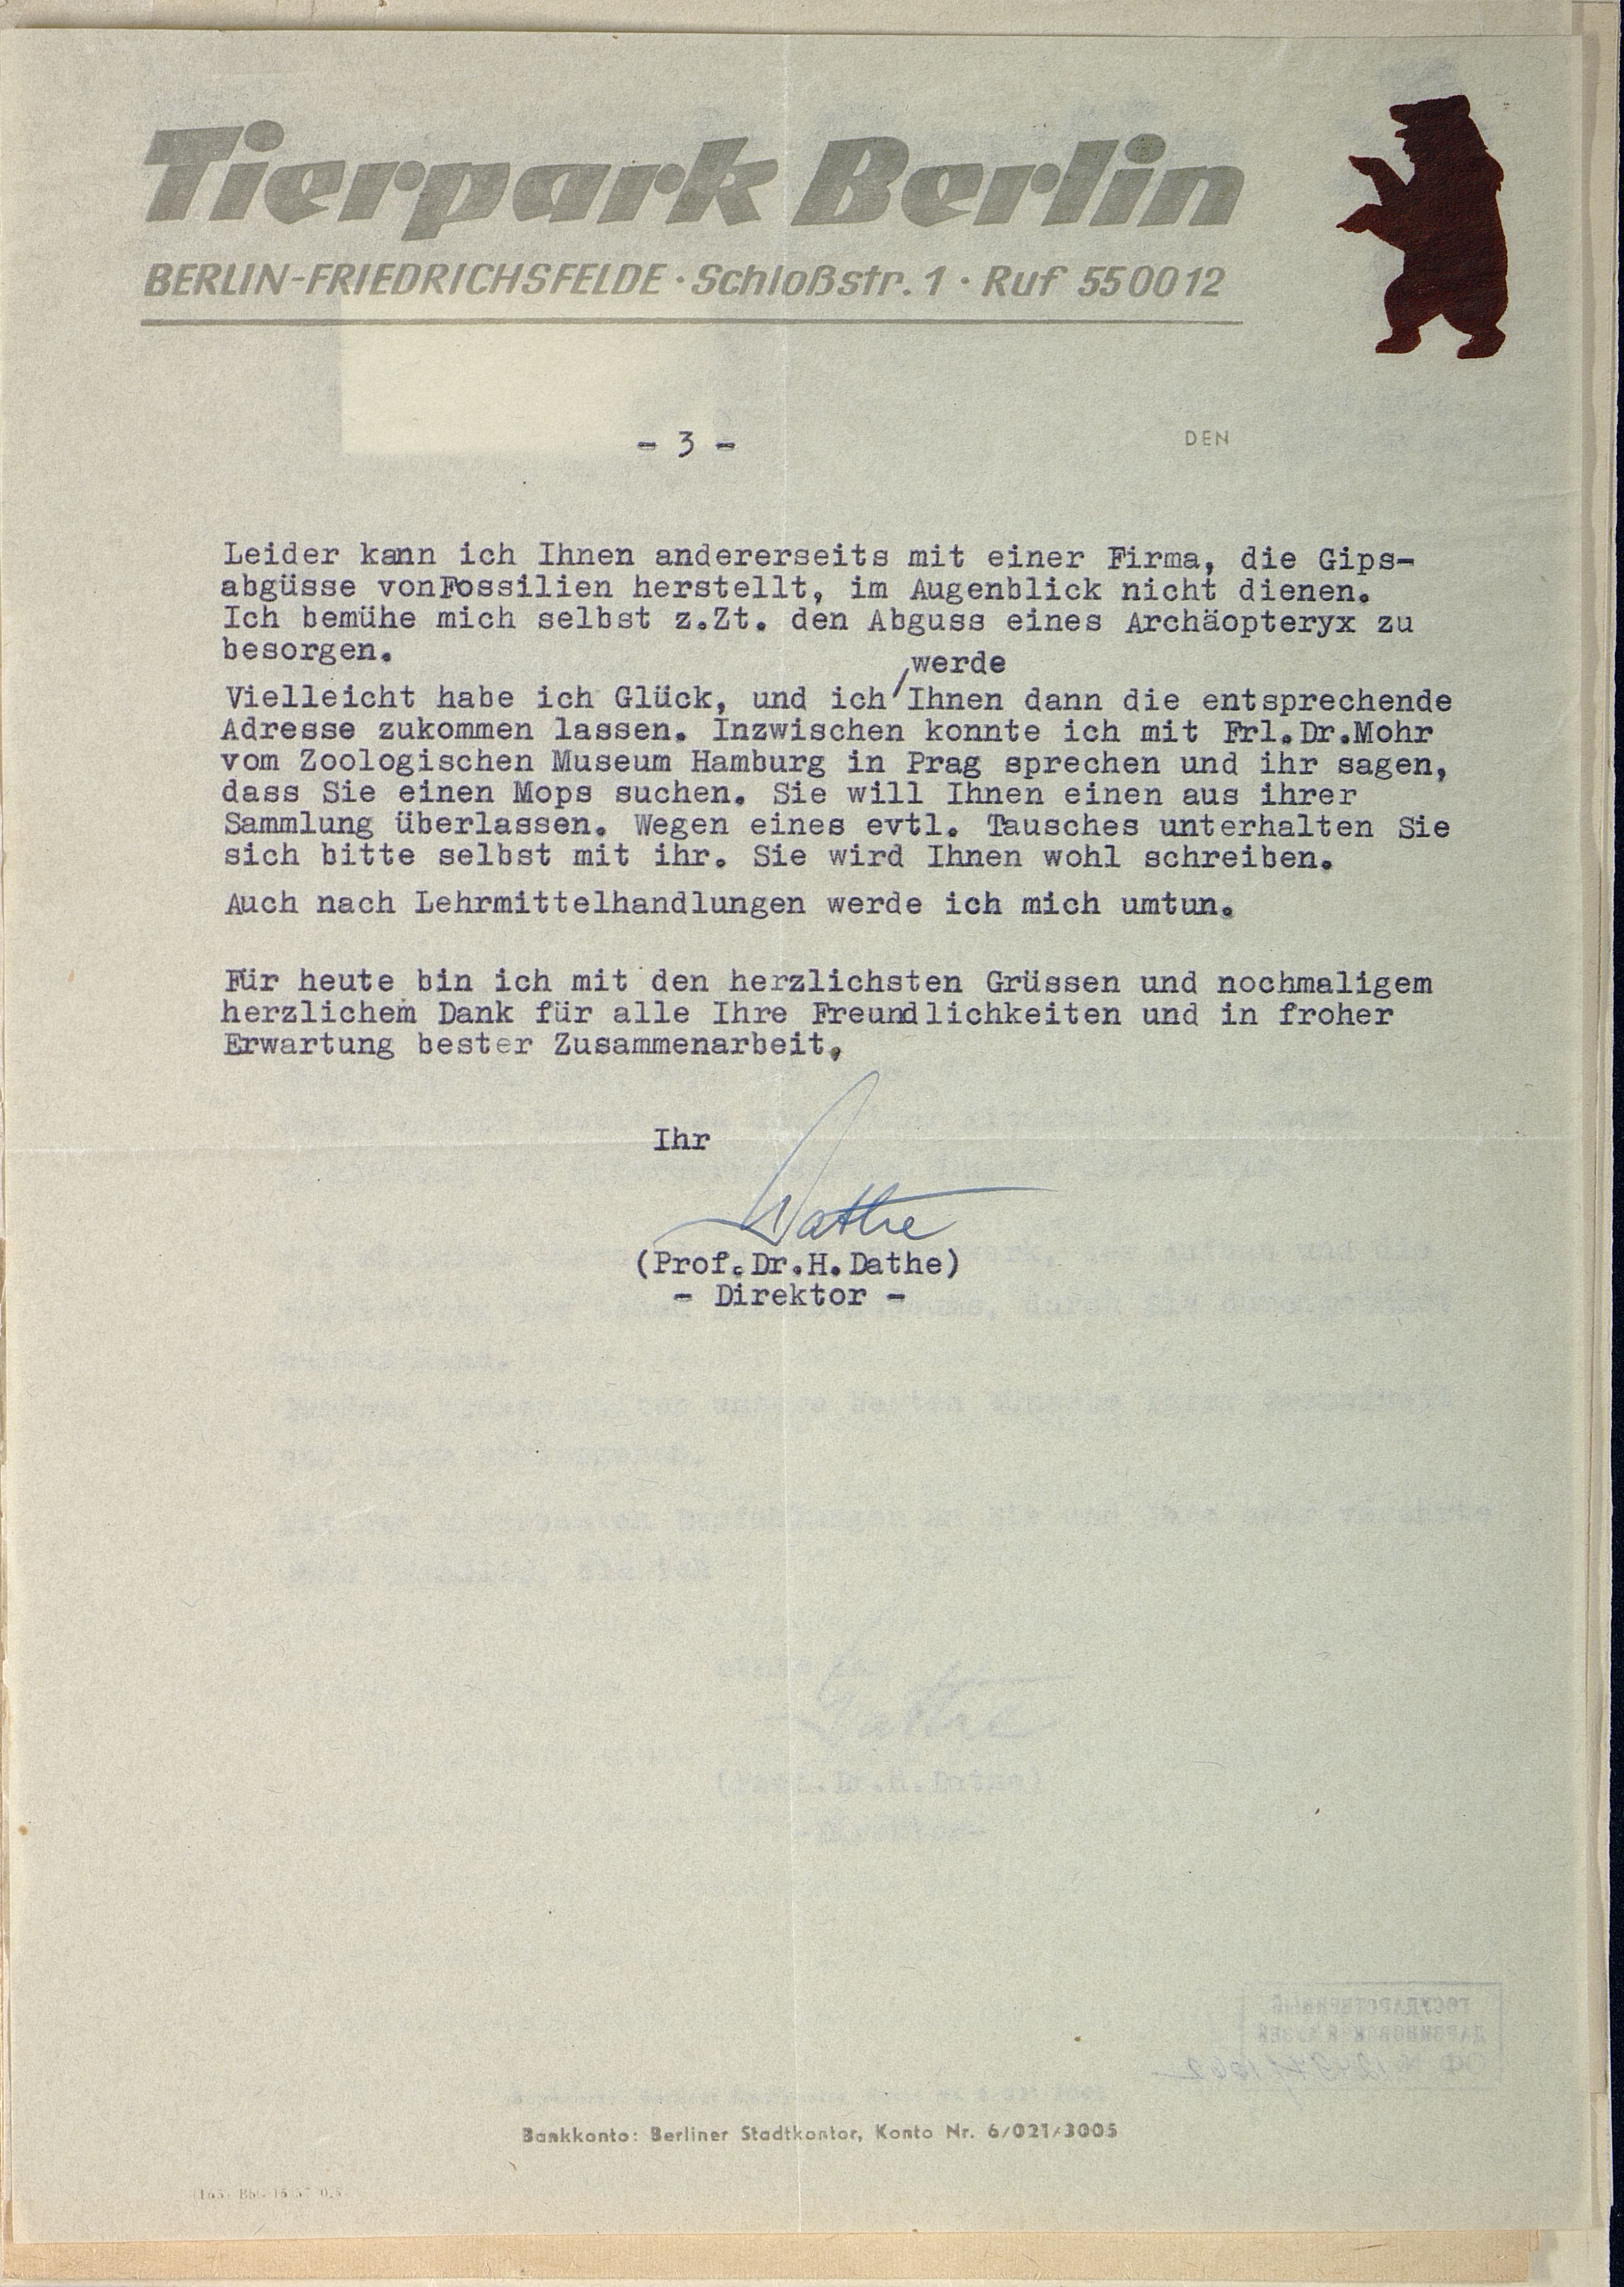 Tierpark Berlin
BERLIN-FRIEDRICHSFELDE · Schloßstr. 1 · Ruf 55 00 12
- 3 -
DEN
Leider kann ich Ihnen andererseits mit einer Firma, die Gips-
abgüsse vonFossilien herstellt, im Augenblick nicht dienen.
Ich bemühe mich selbst z.Zt. den Abguss eines Archäopteryx zu
besorgen.
werde
Vielleicht habe ich Glück, und ich/Ihnen dann die entsprechende
Adresse zukommen lassen. Inzwischen konnte ich mit Frl.Dr.Mohr
vom Zoologischen Museum Hamburg in Prag sprechen und ihr sagen,
dass Sie einen Mops suchen. Sie will Ihnen einen aus ihrer
Sammlung überlassen. Wegen eines evtl. Tausches unterhalten Sie
sich bitte selbst mit ihr. Sie wird Ihnen wohl schreiben.
Auch nach Lehrmittelhandlungen werde ich mich umtun.
Für heute bin ich mit den herzlichsten Grüssen und nochmaligem
herzlichem Dank für alle Ihre Freundlichkeiten und in froher
Erwartung bester Zusammenarbeit,
Ihr
Dathe
(Prof.Dr.H.Dathe)
- Direktor -
ГОСУДАРСТВЕННЫЙ
ДАРВИНОВСКИЙ МУЗЕЙ
Bankkonto: Berliner Stadtkontor, Konto Nr. 6/021/3005